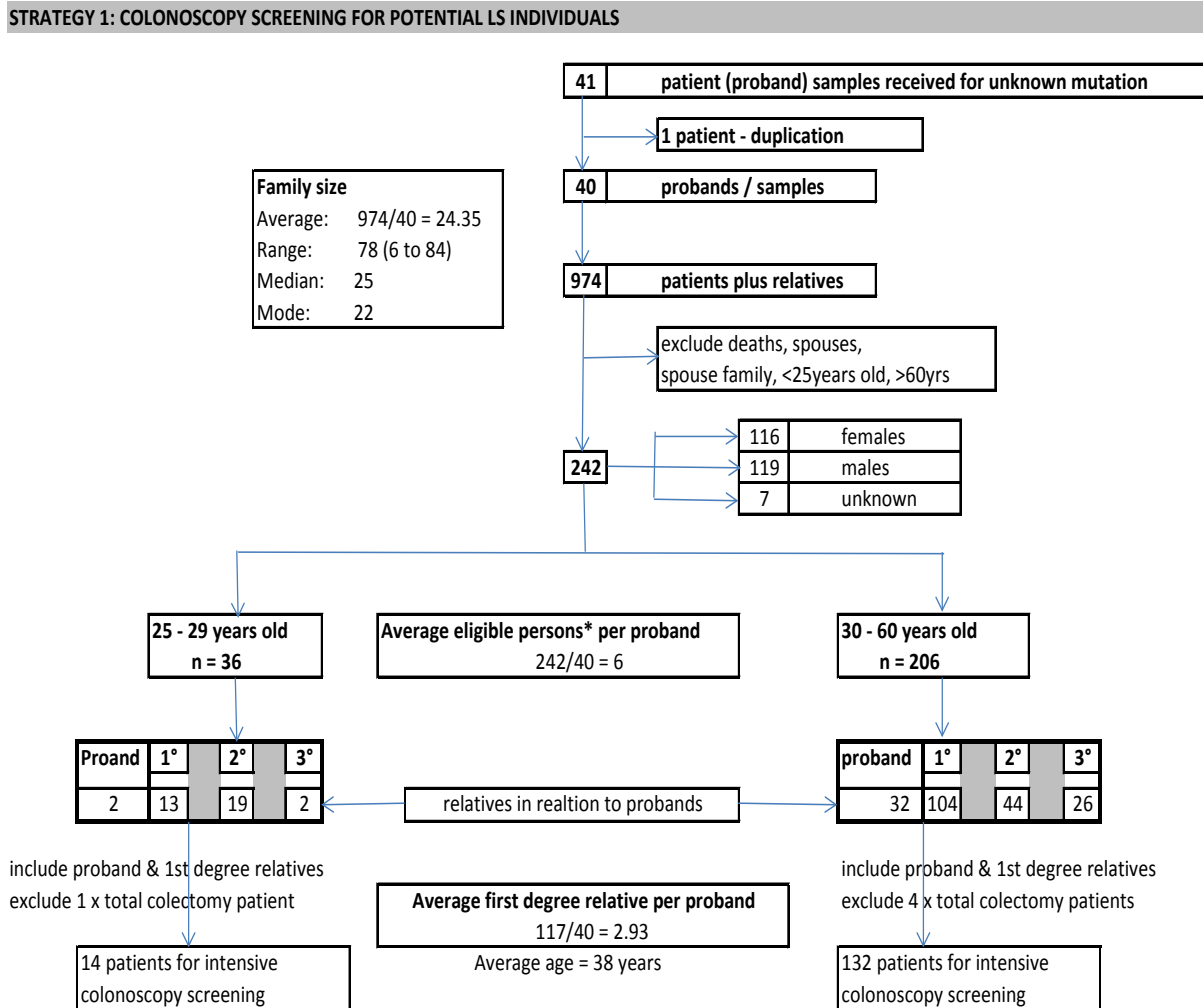 STRATEGY 1: COLONOSCOPY SCREENING FOR POTENTIAL LS INDIVIDUALS
41 patient (proband) samples received for unknown mutation
1 patient - duplication
40 probands / samples
Family size
Average: 974/40 = 24.35
Range: 78 (6 to 84)
Median: 25
Mode: 22
974 patients plus relatives
exclude deaths, spouses,
spouse family, <25years old, >60yrs
242
116 females
119 males
7 unknown
25 - 29 years old
n = 36
Average eligible persons* per proband
242/40 = 6
30 - 60 years old
n = 206
Proand 1° 2° 3°
2 13 19 2
relatives in realtion to probands
proband 1° 2° 3°
32 104 44 26
include proband & 1st degree relatives
exclude 1 x total colectomy patient
Average first degree relative per proband
117/40 = 2.93
Average age = 38 years
include proband & 1st degree relatives
exclude 4 x total colectomy patients
14 patients for intensive
colonoscopy screening
132 patients for intensive
colonoscopy screening